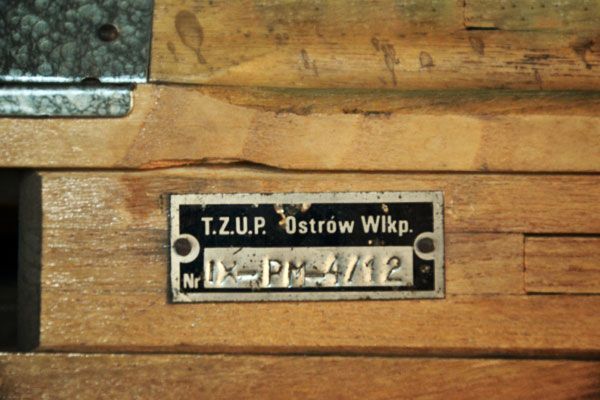 T.Z.U.P. Ostrów Wlkp.
Nr IX-PM-4/12